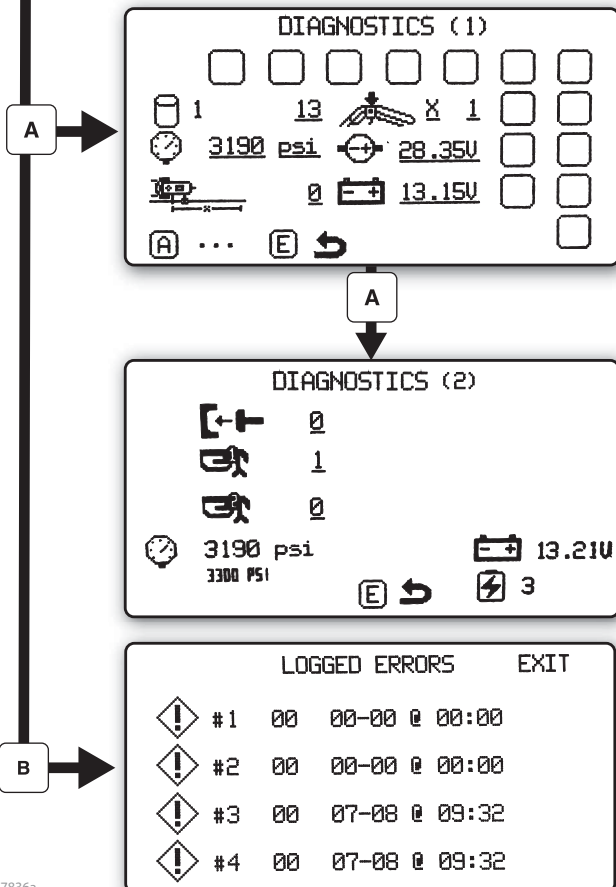 DIAGNOSTICS (1)
1 13 X 1
A
3190 psi 28.35V
0 13.15V
A ... E
A
DIAGNOSTICS (2)
0
1
0
3190 psi 13.21V
3300 PSI
E 3
LOGGED ERRORS EXIT
#1 00 00-00 @ 00:00
B
#2 00 00-00 @ 00:00
#3 00 07-08 @ 09:32
#4 00 07-08 @ 09:32